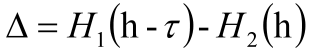 Δ = H₁(h - τ)- H₂(h)